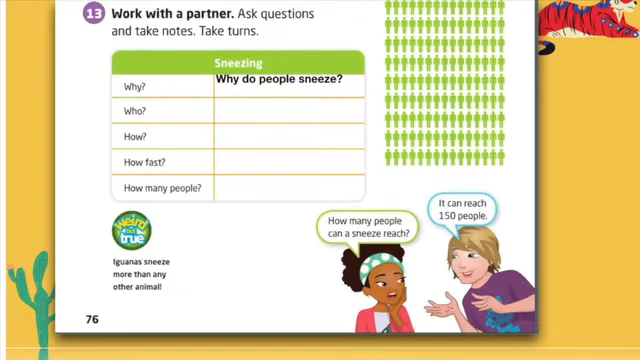 13 Work with a partner. Ask questions
and take notes. Take turns.
Sneezing
Why? Why do people sneeze?
Who?
How?
How fast?
How many people?
Weird
but
true
Iguanas sneeze
more than any
other animal!
How many people
can a sneeze reach?
It can reach
150 people.
76